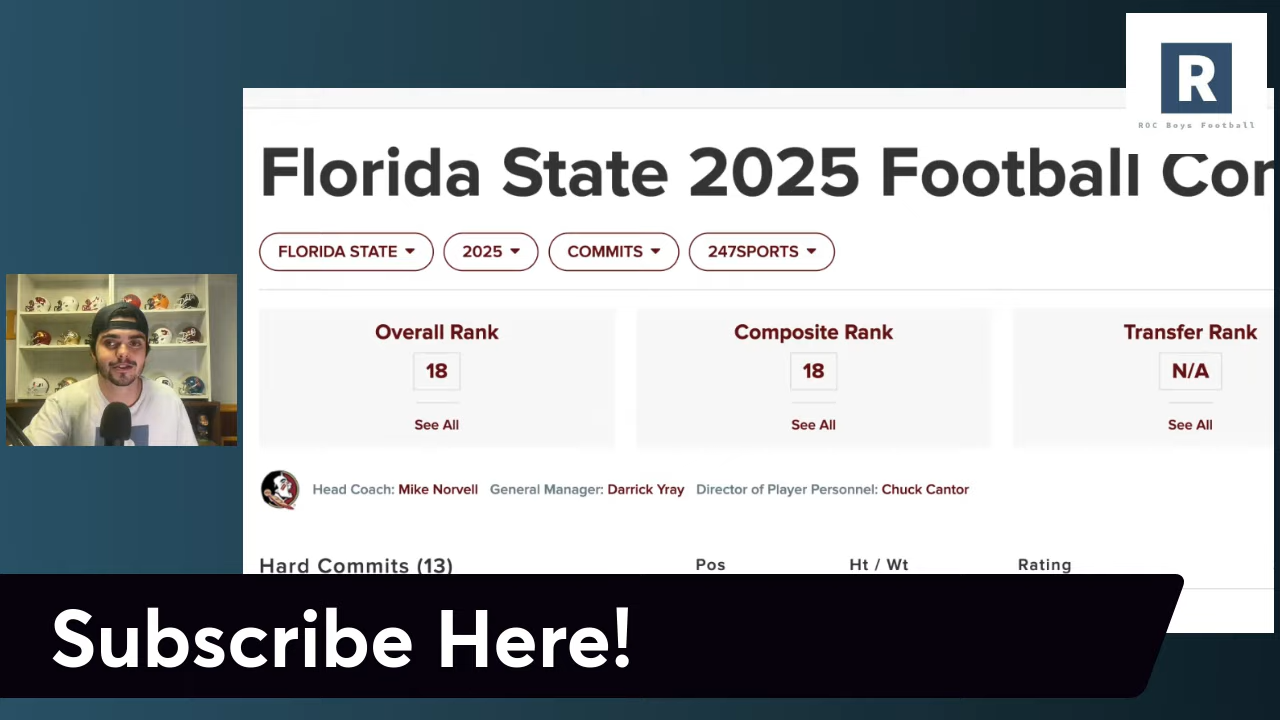 R
ROC Boys Football
Florida State 2025 Football
FLORIDA STATE
2025
COMMITS
247SPORTS
Overall Rank
18
See All
Composite Rank
18
See All
Transfer Rank
N/A
See All
Head Coach: Mike Norvell General Manager: Darrick Yray Director of Player Personnel: Chuck Cantor
Hard Commits (13) Pos Ht / Wt Rating
Subscribe Here!